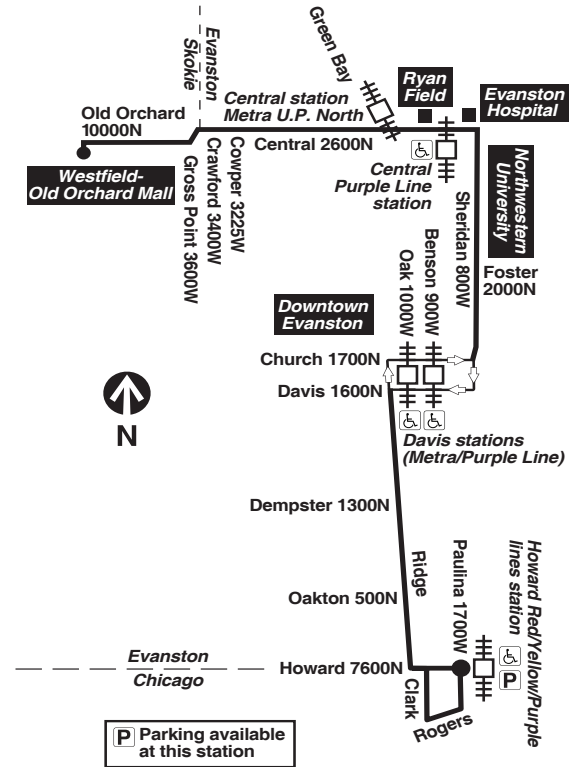 Green Bay
Evanston
Skokie
Ryan
Field
Evanston
Hospital
Old Orchard
10000N
Central station
Metra U.P. North
Central 2600N
Westfield-
Old Orchard Mall
Gross Point 3600W
Crawford 3400W
Cowper 3225W
Central
Purple Line
station
Northwestern
University
Sheridan 800W
Foster
2000N
Benson 900W
Oak 1000W
Downtown
Evanston
Church 1700N
Davis 1600N
N
Davis stations
(Metra/Purple Line)
Dempster 1300N
Ridge
Paulina 1700W
Howard Red/Yellow/Purple
lines station
Oakton 500N
Evanston
Chicago
Howard 7600N
P
Clark
Rogers
P Parking available
at this station